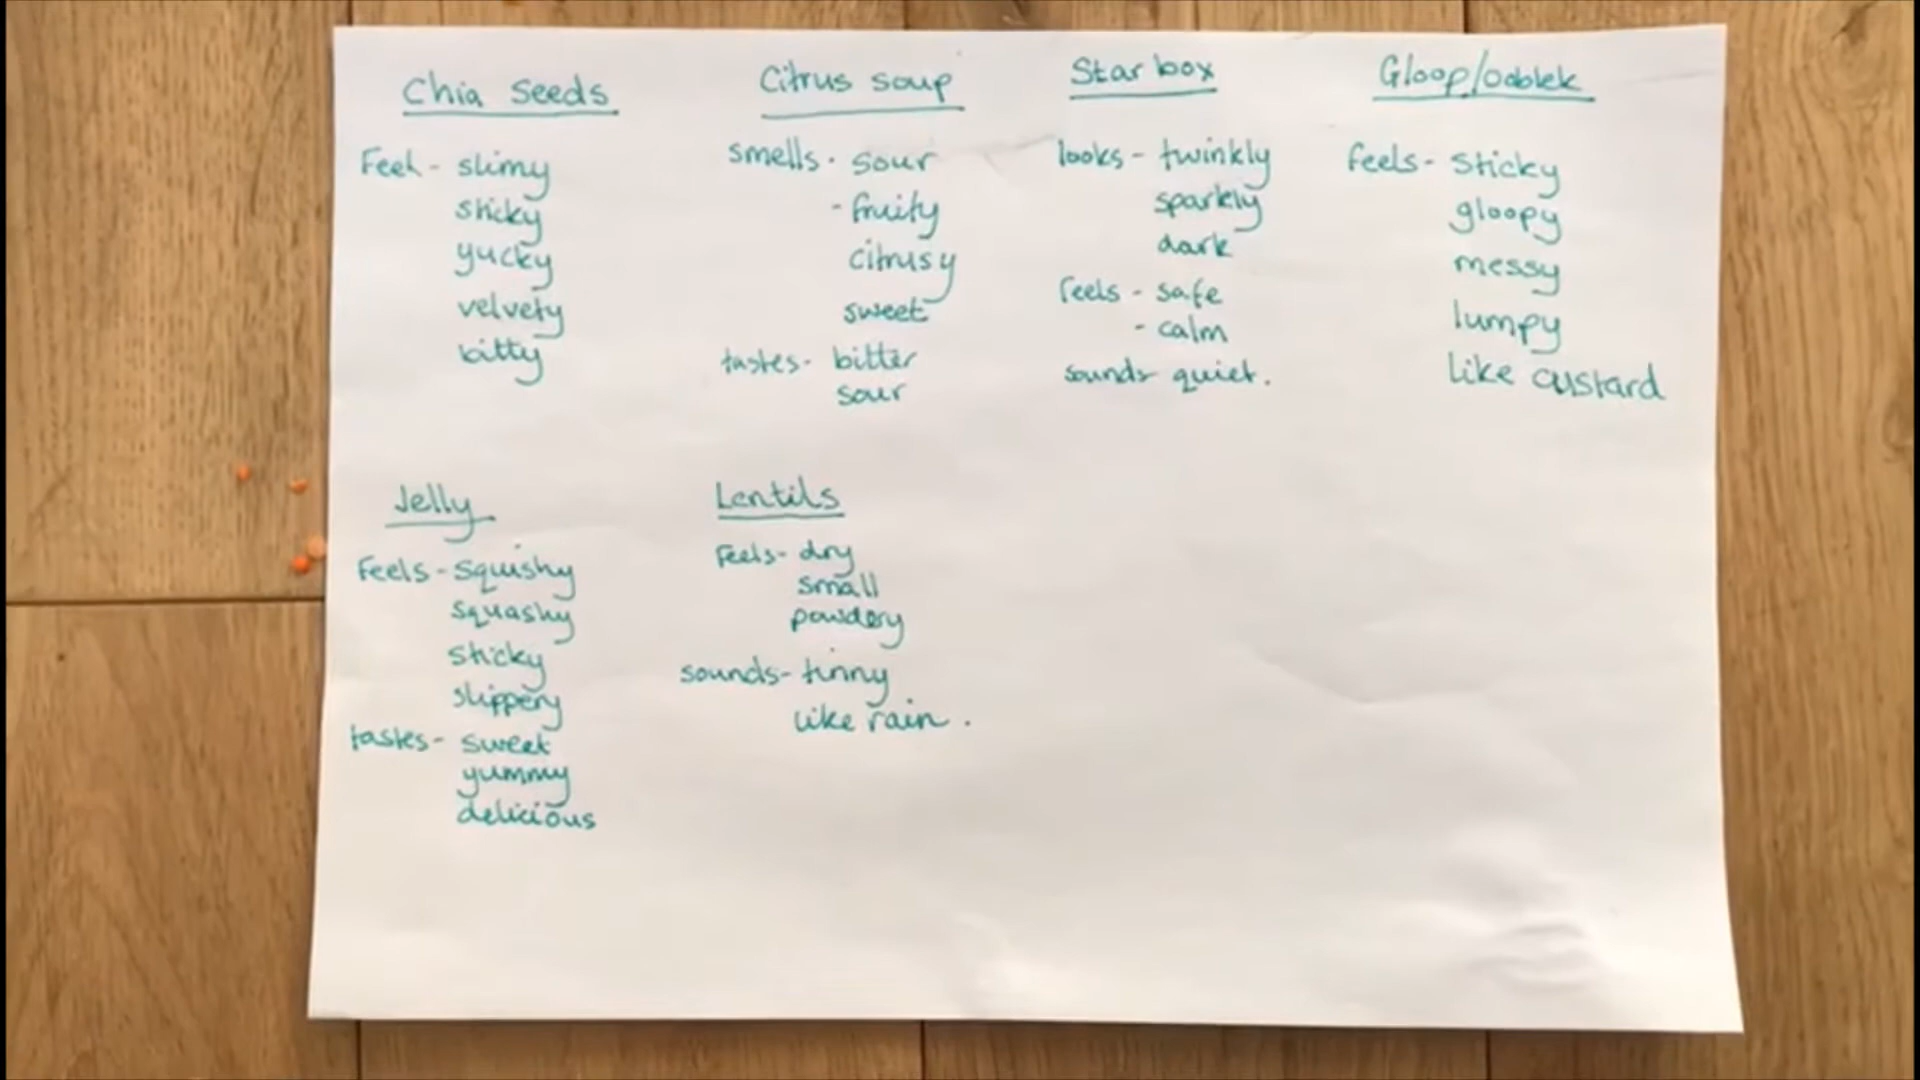 Chia Seeds
Feel - slimy
sticky
yucky
velvety
bitty
Citrus soup
smells - sour
- fruity
citrusy
sweet
tastes - bitter
sour
Star box
looks - twinkly
sparkly
dark
feels - safe
- calm
sounds quiet.
Gloop/ooblek
feels - sticky
gloopy
messy
lumpy
like custard
Jelly
Feels - squishy
squashy
sticky
slippery
tastes - sweet
yummy
delicious
Lentils
Feels - dry
small
powdery
sounds - tinny
like rain.